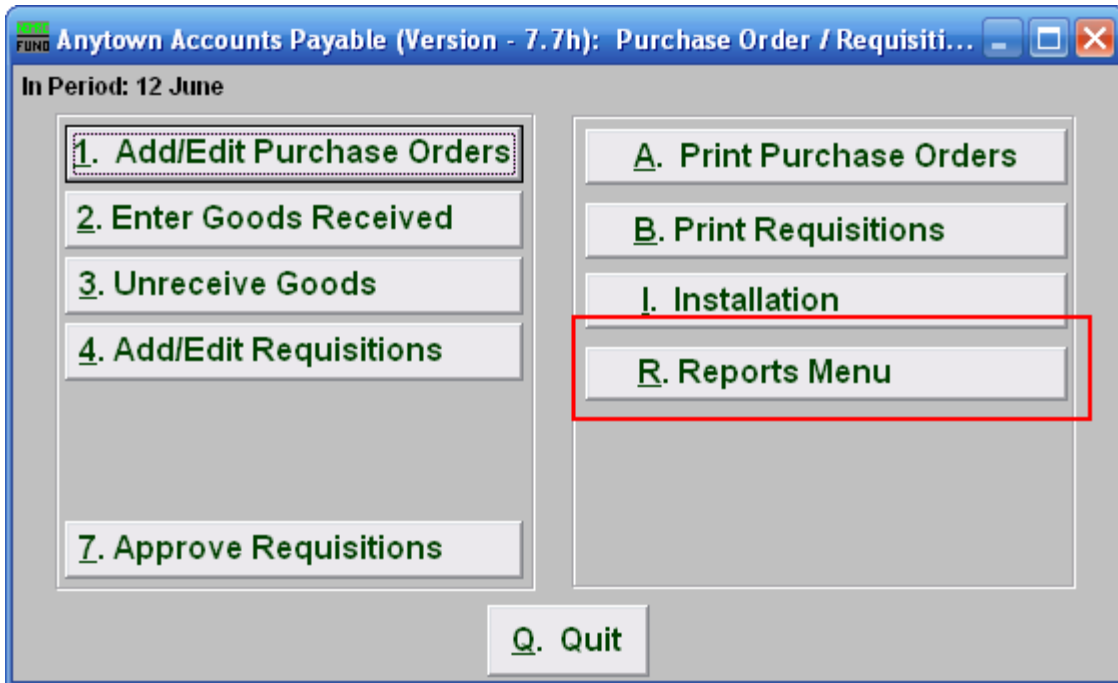 FUND Anytown Accounts Payable (Version - 7.7h): Purchase Order / Requisiti...
In Period: 12 June
1. Add/Edit Purchase Orders
2. Enter Goods Received
3. Unreceive Goods
4. Add/Edit Requisitions
7. Approve Requisitions
A. Print Purchase Orders
B. Print Requisitions
I. Installation
R. Reports Menu
Q. Quit